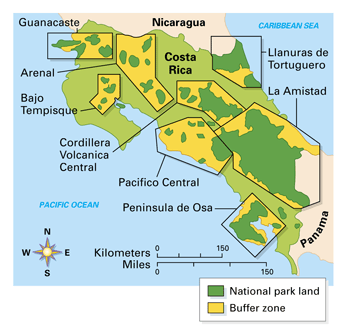 Guanacaste
Nicaragua
CARIBBEAN SEA
Costa
Rica
Llanuras de
Tortuguero
Arenal
La Amistad
Bajo
Tempisque
Cordillera
Volcanica
Central
Pacifico Central
Peninsula de Osa
PACIFIC OCEAN
Panama
N
W
E
S
Kilometers
0
150
Miles
0
150
National park land
Buffer zone